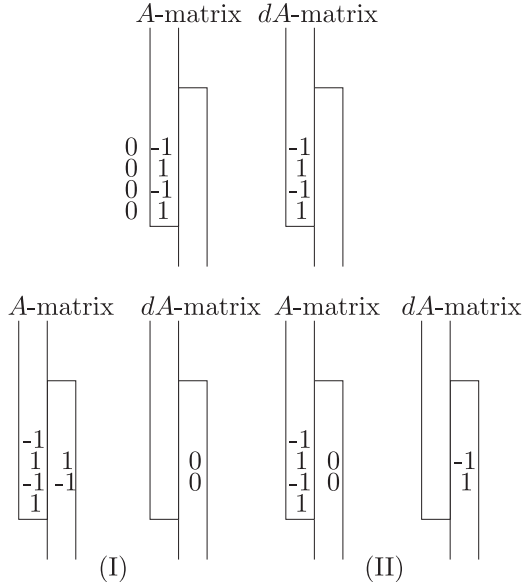 A-matrix dA-matrix
0 -1 -1
0 1 1
0 -1 -1
0 1 1
A-matrix dA-matrix A-matrix dA-matrix
-1 -1
1 1 0 1 0 -1
-1 -1 0 -1 0 1
1 1
(I) (II)